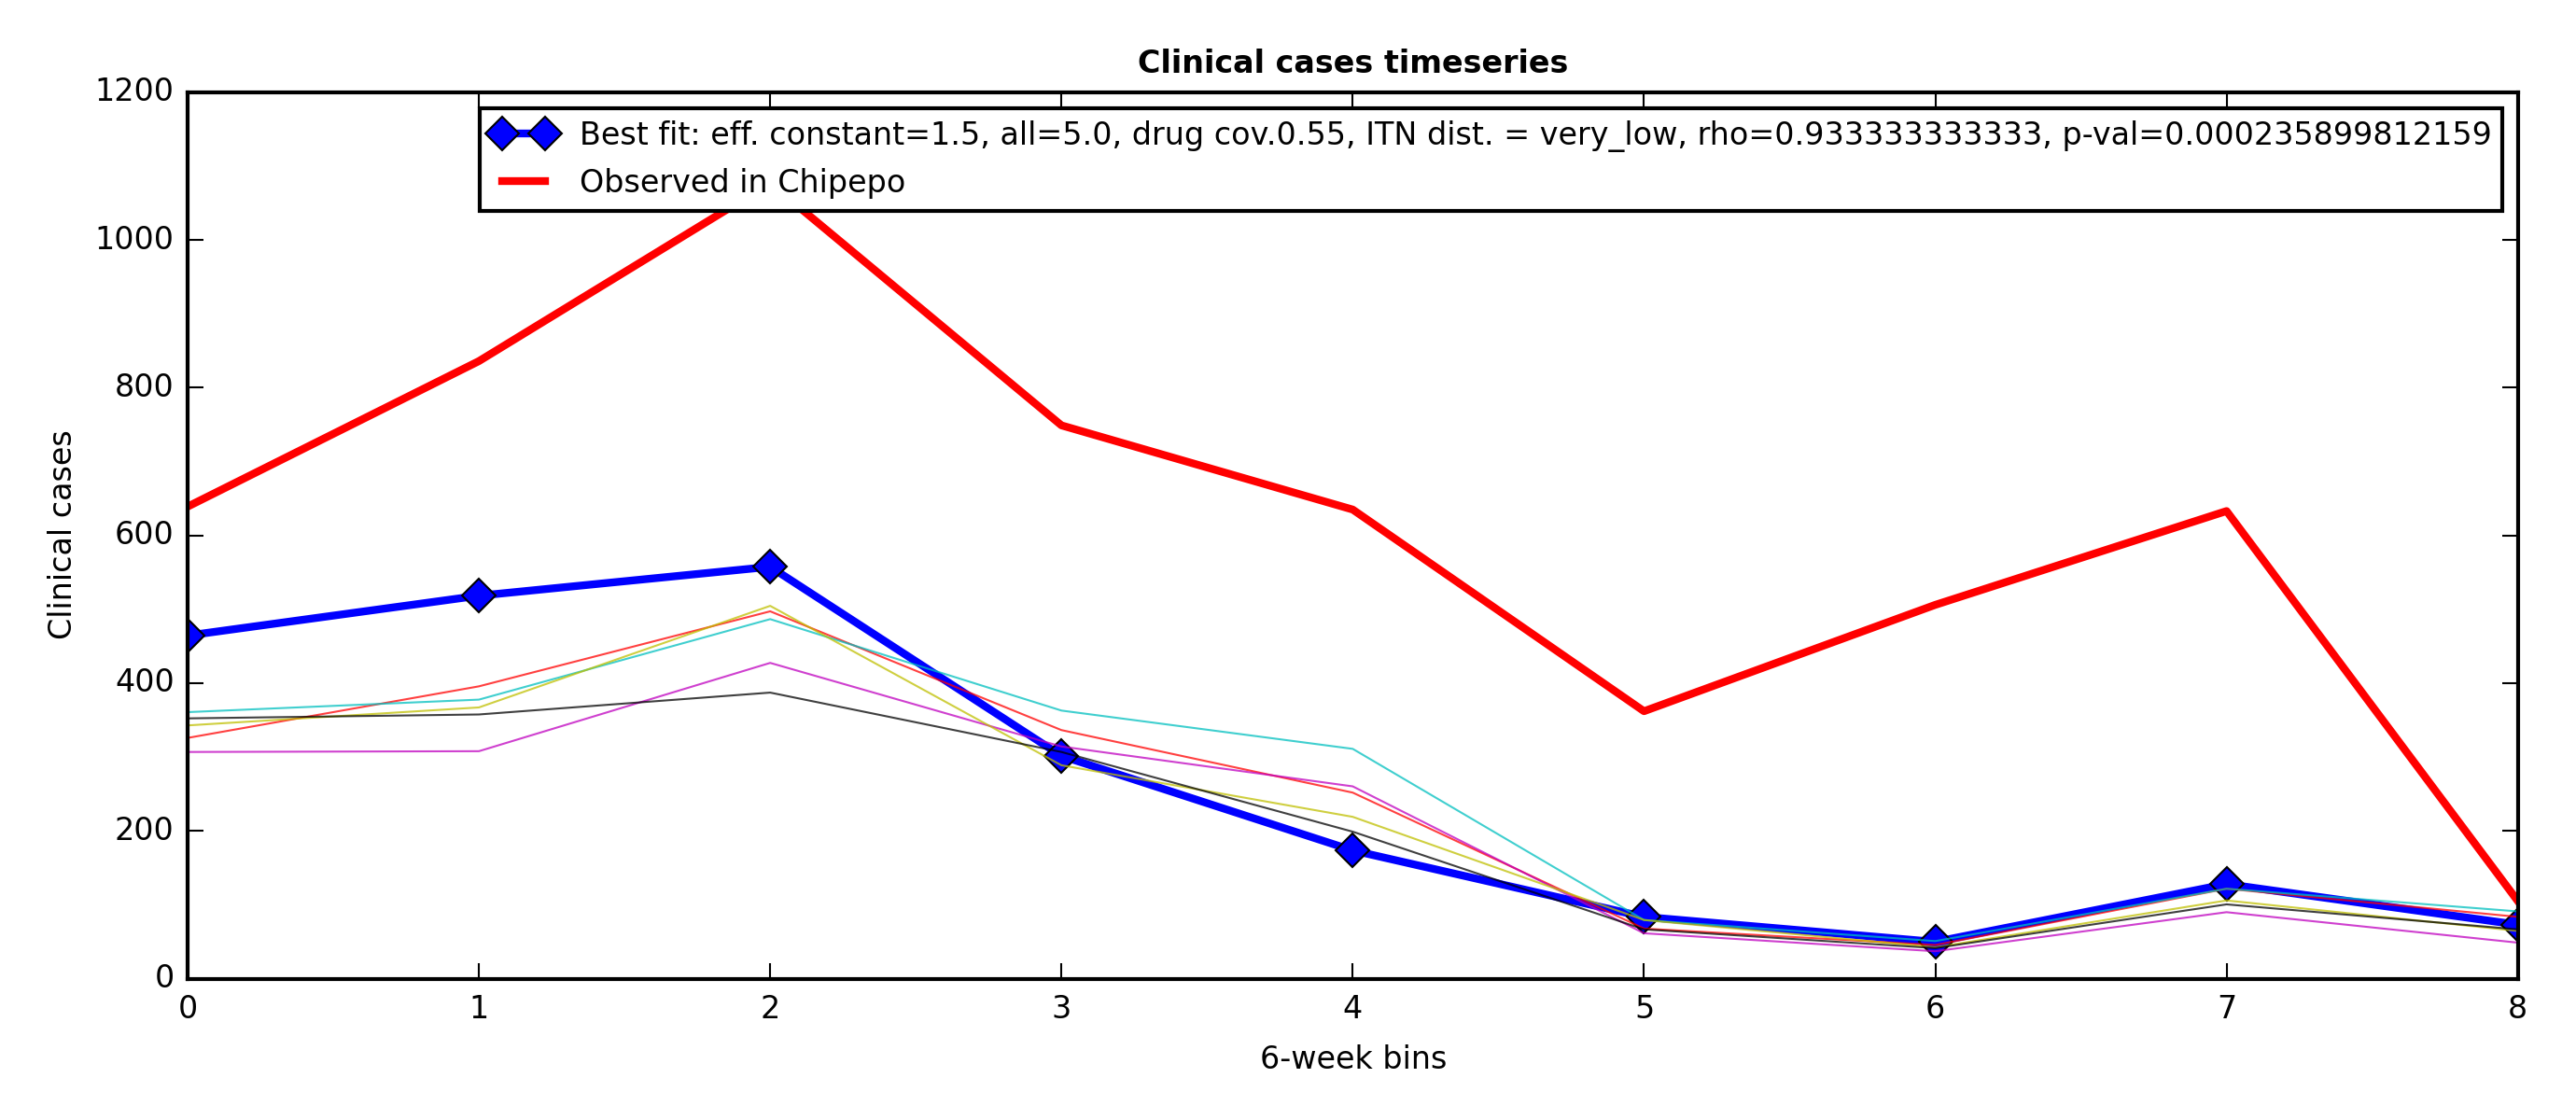 Clinical cases timeseries
1200
1000
800
600
400
200
0
Clinical cases
Best fit: eff. constant=1.5, all=5.0, drug cov.0.55, ITN dist. = very_low, rho=0.933333333333, p-val=0.000235899812159
Observed in Chipepo
0 1 2 3 4 5 6 7 8
6-week bins